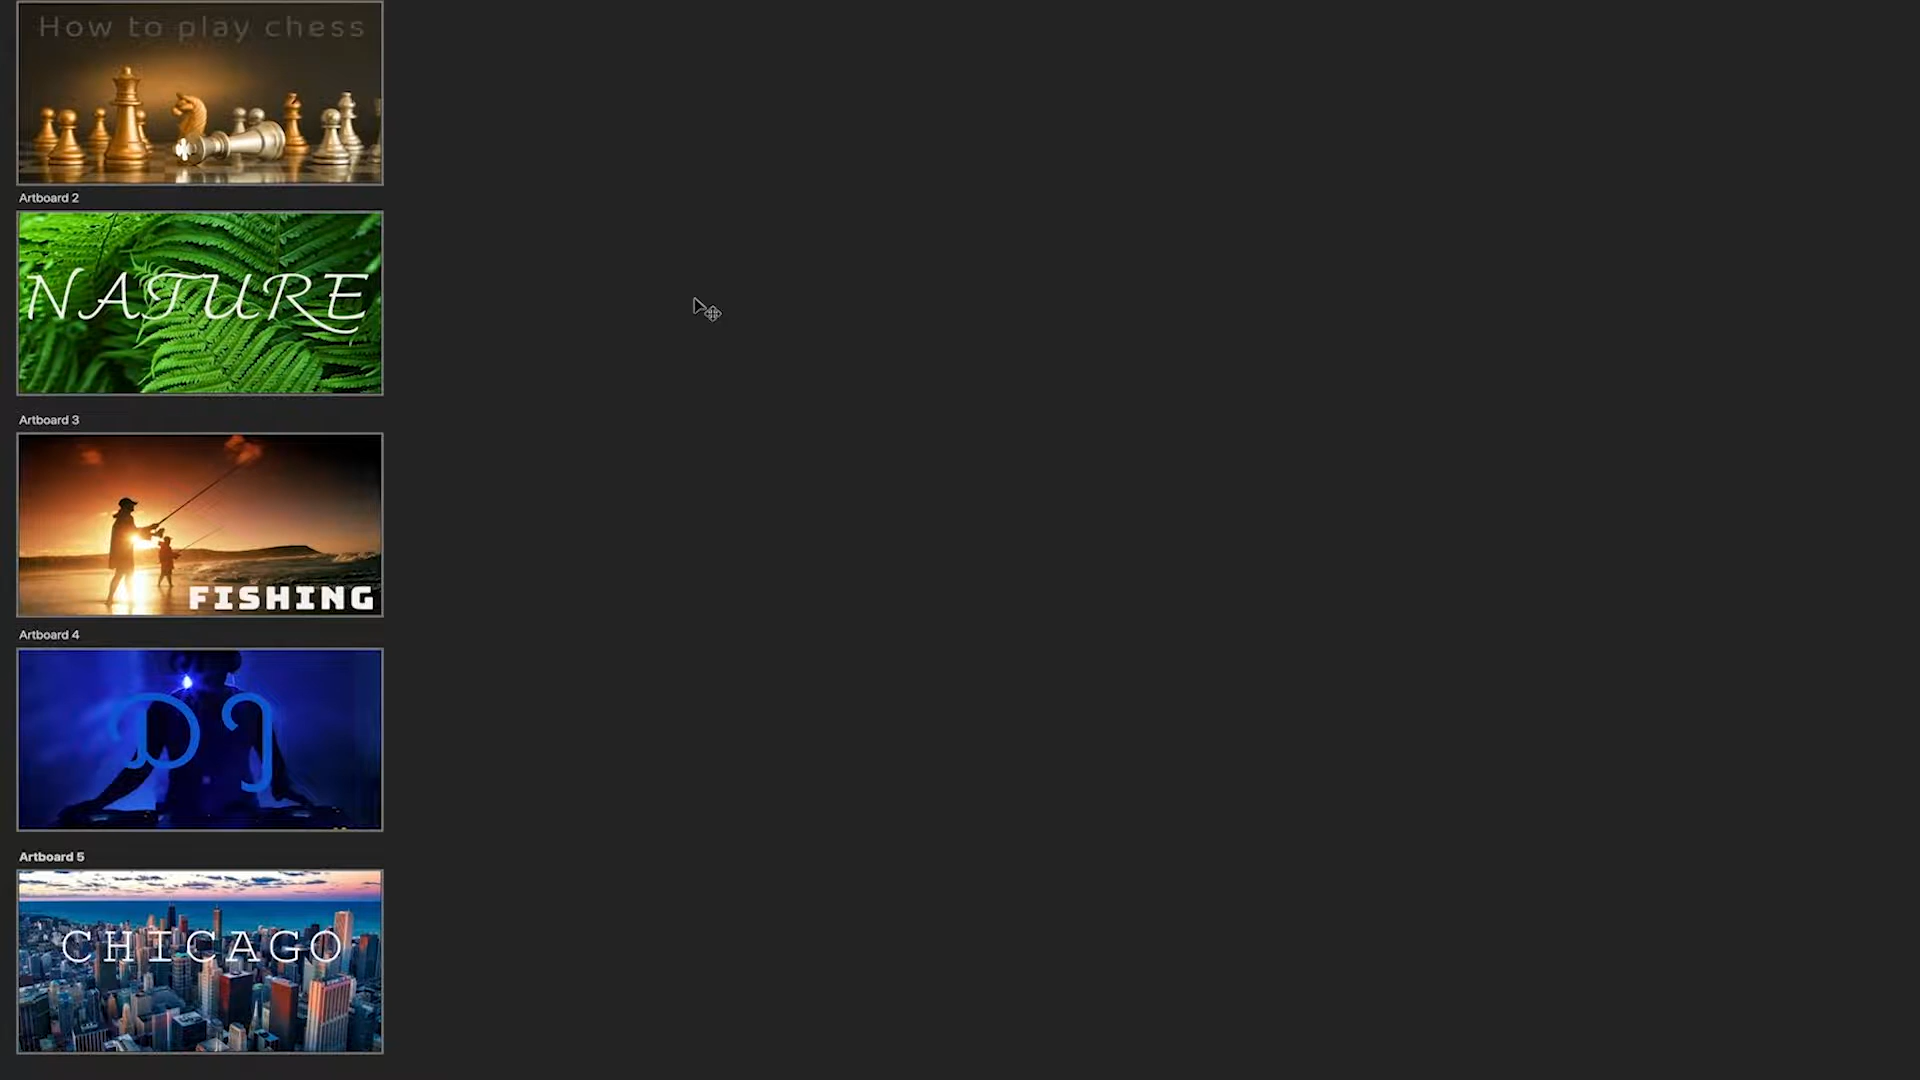 How to play chess
Artboard 2
NATURE
Artboard 3
FISHING
Artboard 4
DJ
Artboard 5
CHICAGO